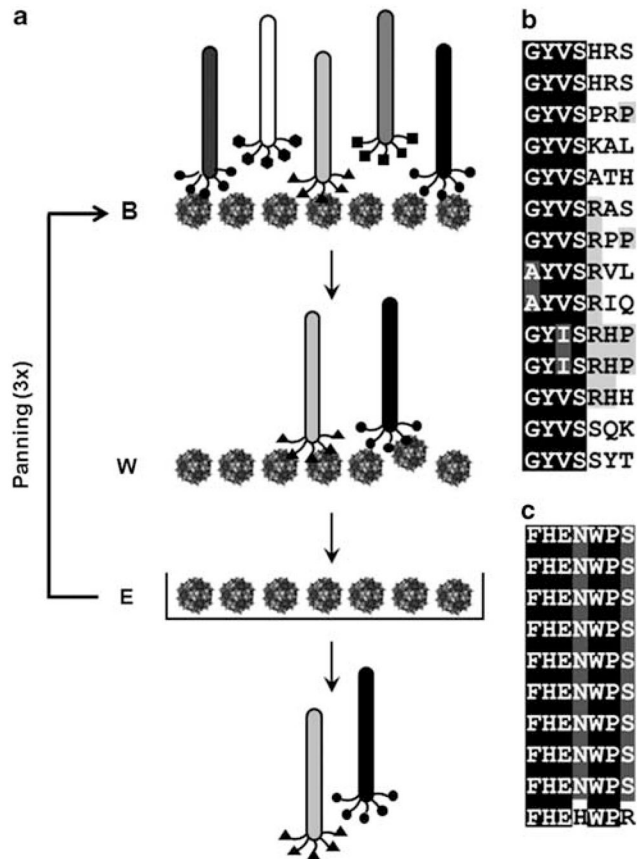 a
B
Panning (3x)
W
E
b
GYVSHRS
GYVSHRS
GYVSPRP
GYVSKAL
GYVSATH
GYVSRAS
GYVSRPP
AYVSRVL
AYVSRIQ
GYISRHP
GYISRHP
GYVSRHH
GYVSSQK
GYVSSYT
c
FHENWPS
FHENWPS
FHENWPS
FHENWPS
FHENWPS
FHENWPS
FHENWPS
FHENWPS
FHENWPS
FHEHWPR